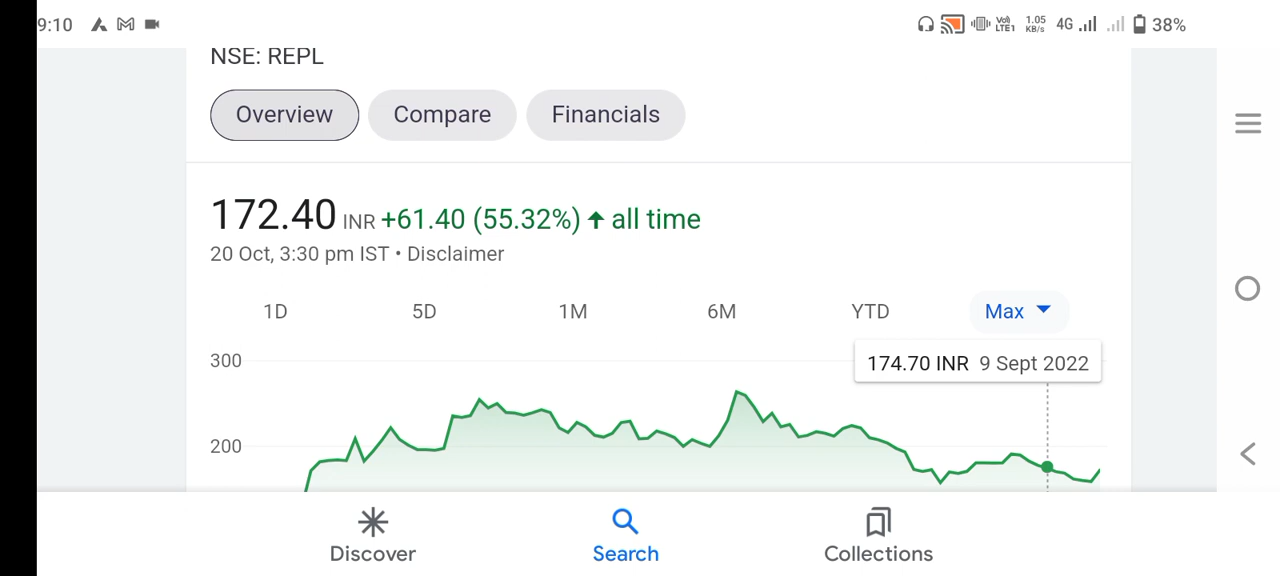 9:10 Vo) LTE1 1.05 KB/s 4G 38%
NSE: REPL
Overview Compare Financials
172.40 INR +61.40 (55.32%) ↑ all time
20 Oct, 3:30 pm IST • Disclaimer
1D 5D 1M 6M YTD Max
300 174.70 INR 9 Sept 2022
200
Discover Search Collections